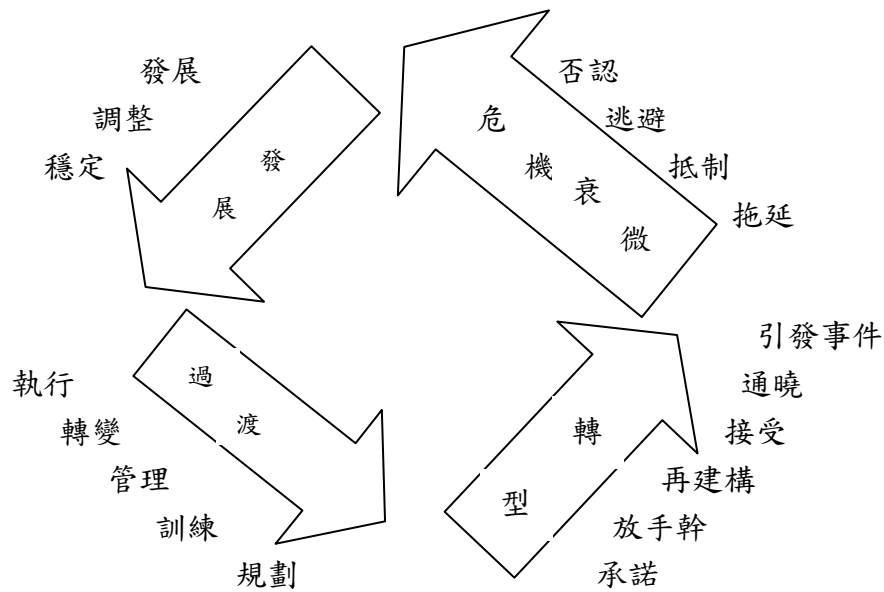 發展
調整
穩定
發展
危機衰微
否認
逃避
抵制
拖延
過渡
執行
轉變
管理
訓練
規劃
轉型
引發事件
通曉
接受
再建構
放手幹
承諾